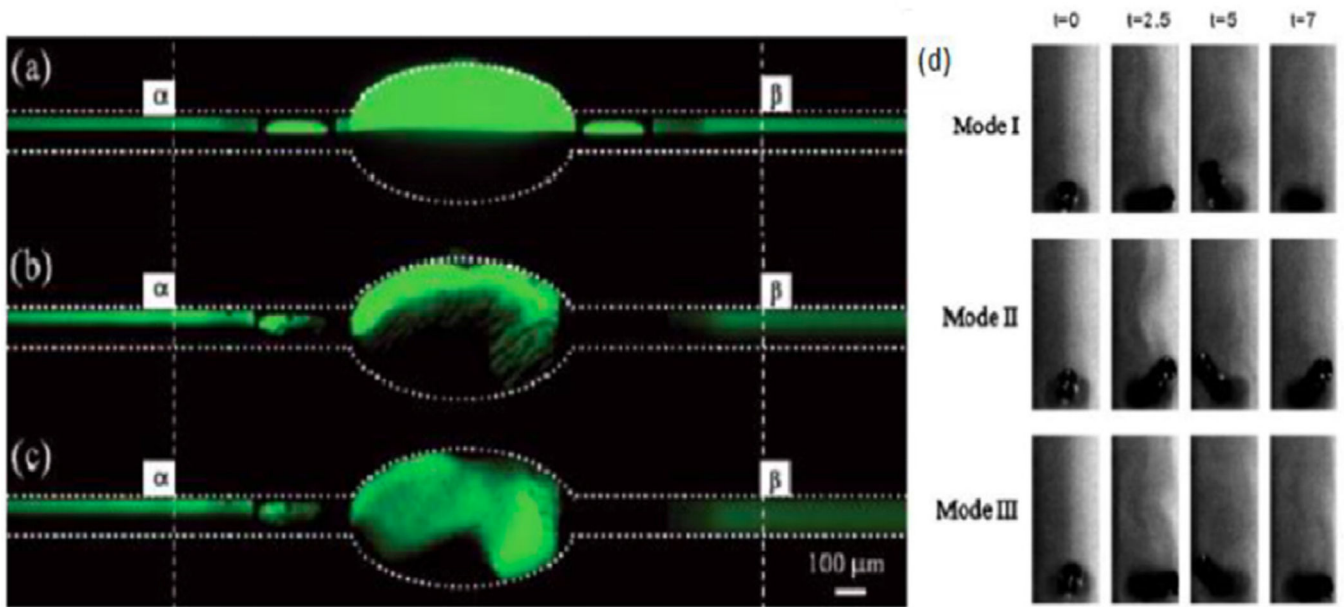 (a)
α
β
(b)
α
β
(c)
α
β
100 µm
(d)
t=0 t=2.5 t=5 t=7
Mode I
Mode II
Mode III